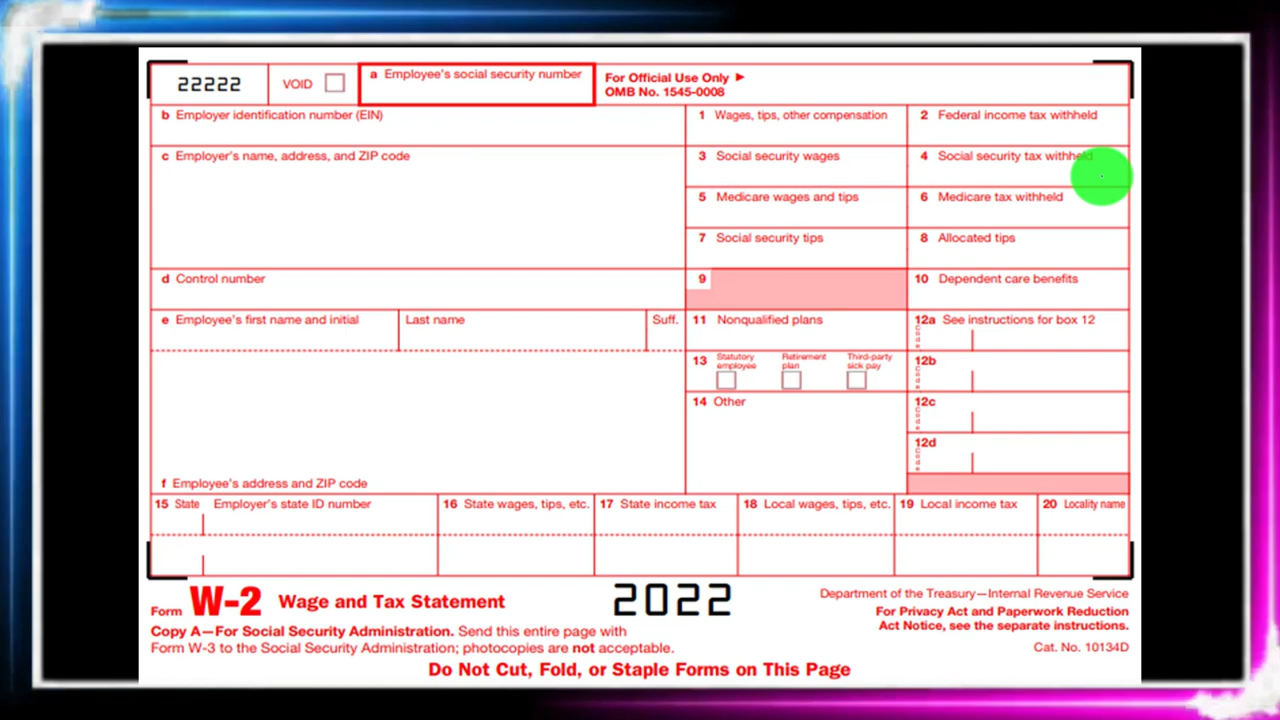 22222
VOID
a Employee's social security number
For Official Use Only ►
OMB No. 1545-0008
b Employer identification number (EIN)
1 Wages, tips, other compensation
2 Federal income tax withheld
c Employer's name, address, and ZIP code
3 Social security wages
4 Social security tax withheld
5 Medicare wages and tips
6 Medicare tax withheld
7 Social security tips
8 Allocated tips
d Control number
9
10 Dependent care benefits
e Employee's first name and initial
Last name
Suff.
11 Nonqualified plans
12a See instructions for box 12
Code
13
Statutory
employee
Retirement
plan
Third-party
sick pay
12b
Code
14 Other
12c
Code
12d
Code
f Employee's address and ZIP code
15 State
Employer's state ID number
16 State wages, tips, etc.
17 State income tax
18 Local wages, tips, etc.
19 Local income tax
20 Locality name
Form W-2 Wage and Tax Statement
2022
Department of the Treasury—Internal Revenue Service
For Privacy Act and Paperwork Reduction
Act Notice, see the separate instructions.
Copy A—For Social Security Administration. Send this entire page with
Form W-3 to the Social Security Administration; photocopies are not acceptable.
Cat. No. 10134D
Do Not Cut, Fold, or Staple Forms on This Page